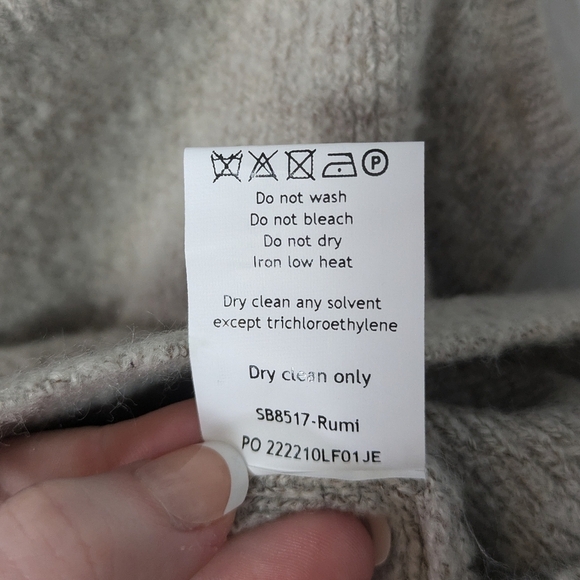 P
Do not wash
Do not bleach
Do not dry
Iron low heat
Dry clean any solvent
except trichloroethylene
Dry clean only
SB8517-Rumi
PO 222210LF01JE